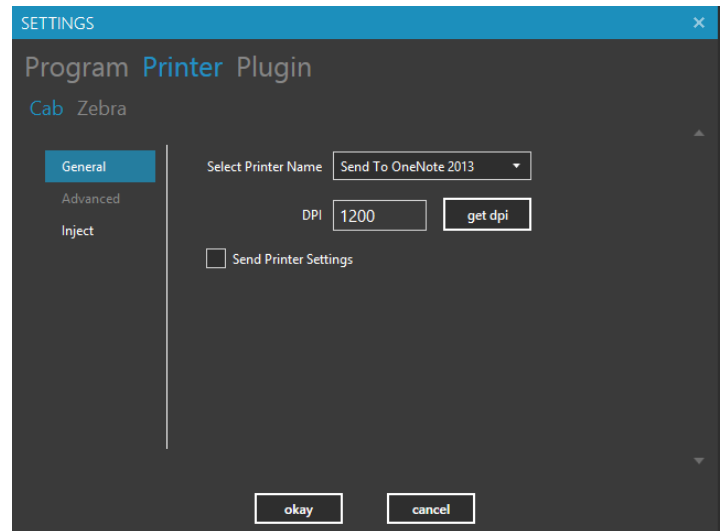 SETTINGS
Program Printer Plugin
Cab Zebra
General
Advanced
Inject
Select Printer Name Send To OneNote 2013
DPI 1200 get dpi
Send Printer Settings
okay cancel